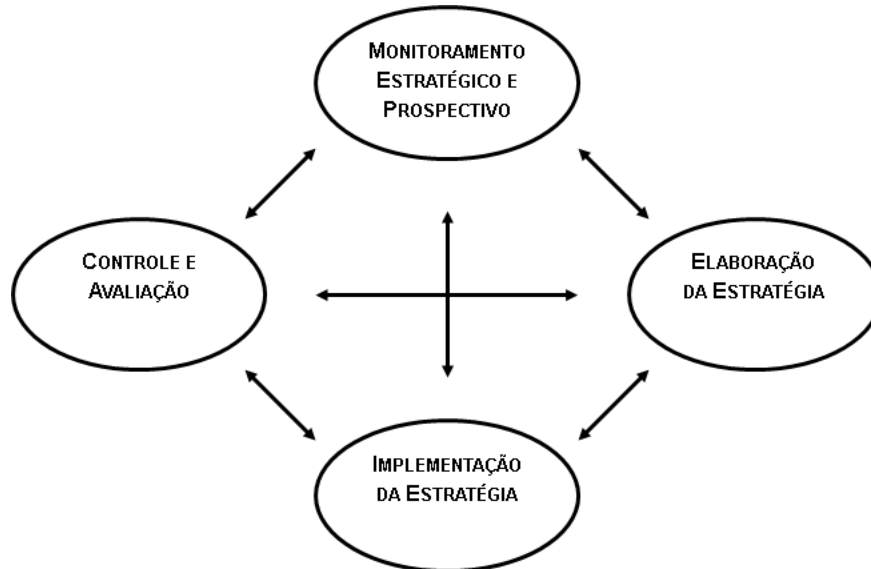 MONITORAMENTO
ESTRATÉGICO E
PROSPECTIVO
CONTROLE E
AVALIAÇÃO
ELABORAÇÃO
DA ESTRATÉGIA
IMPLEMENTAÇÃO
DA ESTRATÉGIA